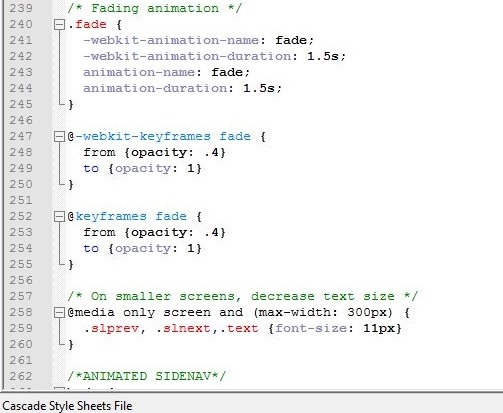 239 /* Fading animation */
240 .fade {
241 -webkit-animation-name: fade;
242 -webkit-animation-duration: 1.5s;
243 animation-name: fade;
244 animation-duration: 1.5s;
245 }
246
247 @-webkit-keyframes fade {
248 from {opacity: .4}
249 to {opacity: 1}
250 }
251
252 @keyframes fade {
253 from {opacity: .4}
254 to {opacity: 1}
255 }
256
257 /* On smaller screens, decrease text size */
258 @media only screen and (max-width: 300px) {
259 .slprev, .slnext,.text {font-size: 11px}
260 }
261
262 /*ANIMATED SIDENAV*/
Cascade Style Sheets File